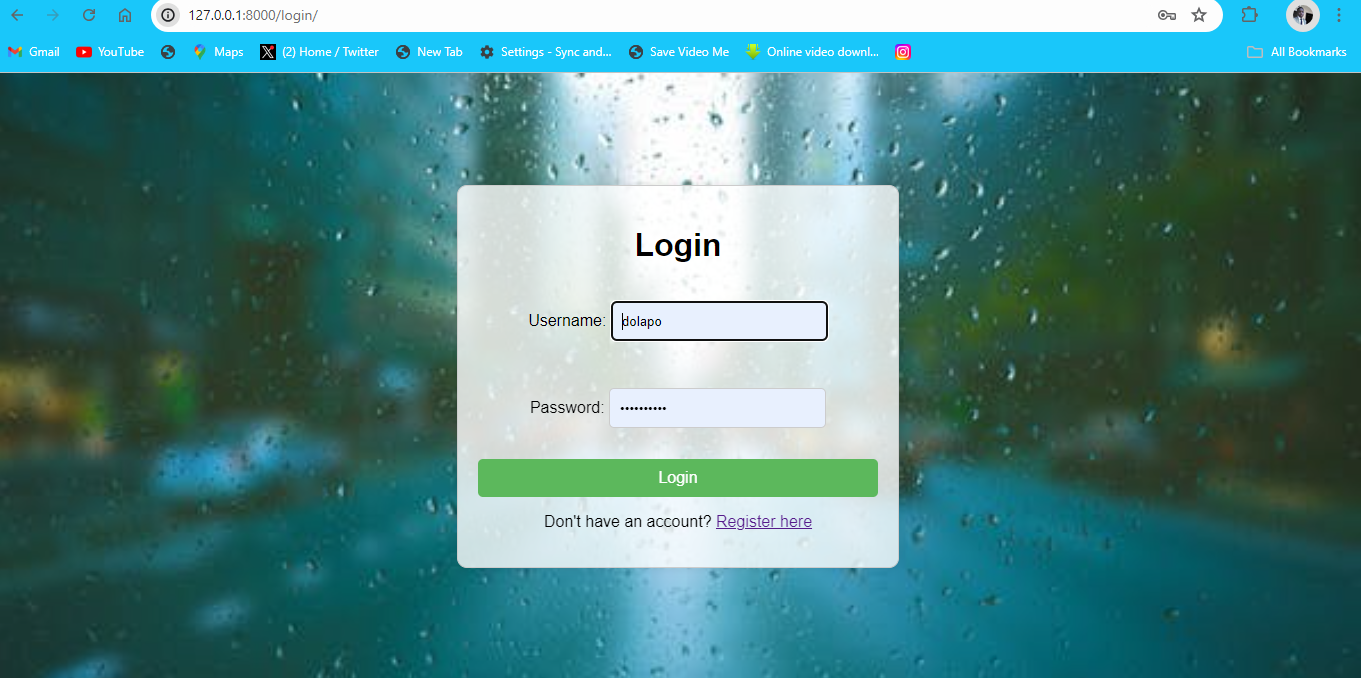 127.0.0.1:8000/login/
Gmail YouTube Maps (2) Home / Twitter New Tab Settings - Sync and... Save Video Me Online video downl... All Bookmarks
Login
Username: dolapo
Password: ••••••••••
Login
Don't have an account? Register here